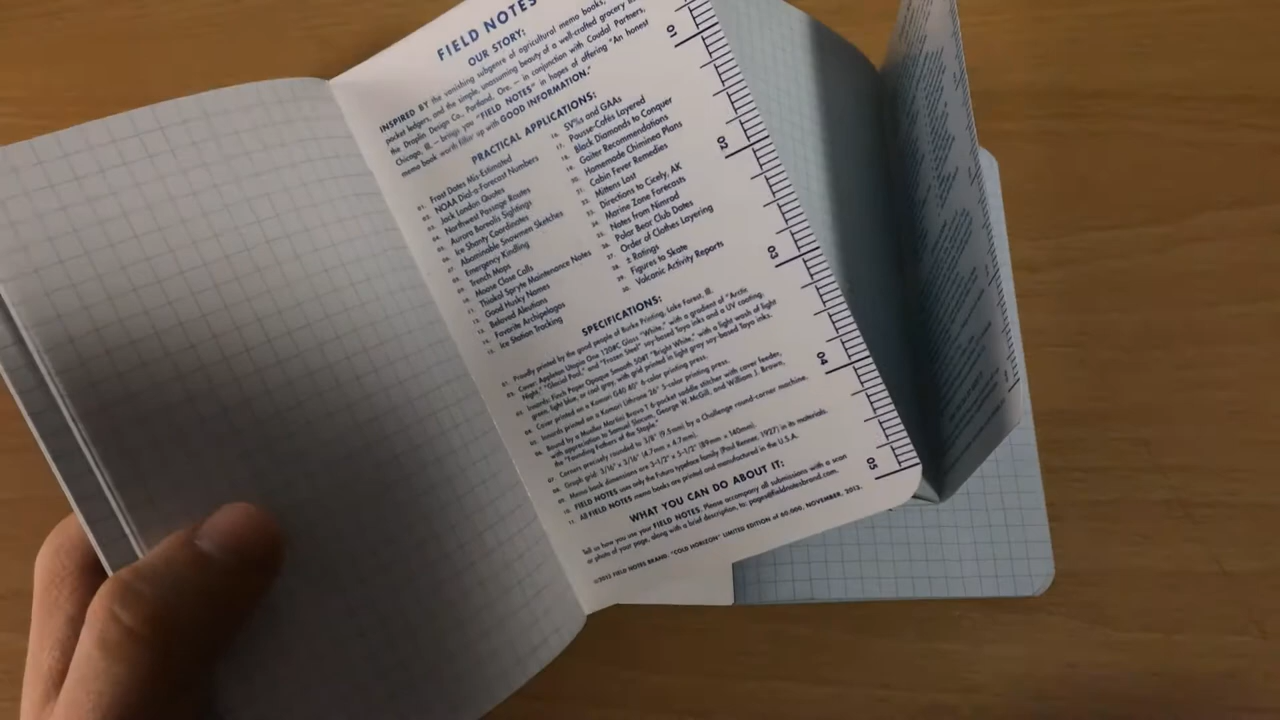 FIELD NOTES
OUR STORY:
INSPIRED BY the vanishing subgenre of agricultural memo books,
pocket ledgers, and the simple, unassuming beauty of a well-crafted grocery
the Draplin Design Co., Portland, Ore. — in conjunction with Coudal Partners,
Chicago, Ill. — brings you "FIELD NOTES" in hopes of offering "An honest
memo book worth fillin' up with GOOD INFORMATION."
PRACTICAL APPLICATIONS:
01. Frost Dates Mis-Estimated
02. NOAA Dial-a-Forecast Numbers
03. Jack London Quotes
04. Northwest Passage Routes
05. Aurora Borealis Sightings
06. Ice Shanty Coordinates
07. Abominable Snowmen Sketches
08. Emergency Kindling
09. Trench Maps
10. Moose Close Calls
11. Thiokol Spryte Maintenance Notes
12. Good Husky Names
13. Beloved Aleutians
14. Favorite Archipelagos
15. Ice Station Tracking
16. SV%s and GAAs
17. Pousse-Cafés Layered
18. Black Diamonds to Conquer
19. Gaiter Recommendations
20. Homemade Chiminea Plans
21. Cabin Fever Remedies
22. Mittens Lost
23. Directions to Cicely, AK
24. Marine Zone Forecasts
25. Notes from Nimrod
26. Polar Bear Club Dates
27. Order of Clothes Layering
28. ± Ratings
29. Figures to Skate
30. Volcanic Activity Reports
SPECIFICATIONS:
01. Proudly printed by the good people of Burke Printing, Lake Forest, Ill.
02. Cover: Appleton Utopia One 120#C Gloss "White," with a gradient of "Arctic
Night," "Glacial Pool," and "Frozen Steel" soy-based Toyo inks and a UV coating.
03. Innards: Finch Paper Opaque Smooth 50#T "Bright White," with a light wash of light
green, light blue, or cool gray, with grid printed in light gray soy-based Toyo inks.
04. Cover printed on a Komori G40 40" 6-color printing press.
05. Innards printed on a Komori Lithrone 26" 5-color printing press.
06. Bound by a Mueller Martini Bravo T 6-pocket saddle stitcher with cover feeder,
with appreciation to Samuel Slocum, George W. McGill, and William J. Brown,
the "Founding Fathers of the Staple."
07. Corners precisely rounded to 3/8" (9.5mm) by a Challenge round-corner machine.
08. Graph grid: 3/16" x 3/16" (4.7mm x 4.7mm).
09. Memo book dimensions are 3-1/2" x 5-1/2" (89mm x 140mm).
10. FIELD NOTES uses only the Futura typeface family (Paul Renner, 1927) in its materials.
11. All FIELD NOTES memo books are printed and manufactured in the U.S.A.
WHAT YOU CAN DO ABOUT IT:
Tell us how you use your FIELD NOTES. Please accompany all submissions with a scan
or photo of your page, along with a brief description, to: pages@fieldnotesbrand.com.
©2012 FIELD NOTES BRAND. "COLD HORIZON" LIMITED EDITION of 60,000. NOVEMBER, 2012.
01
02
03
04
05